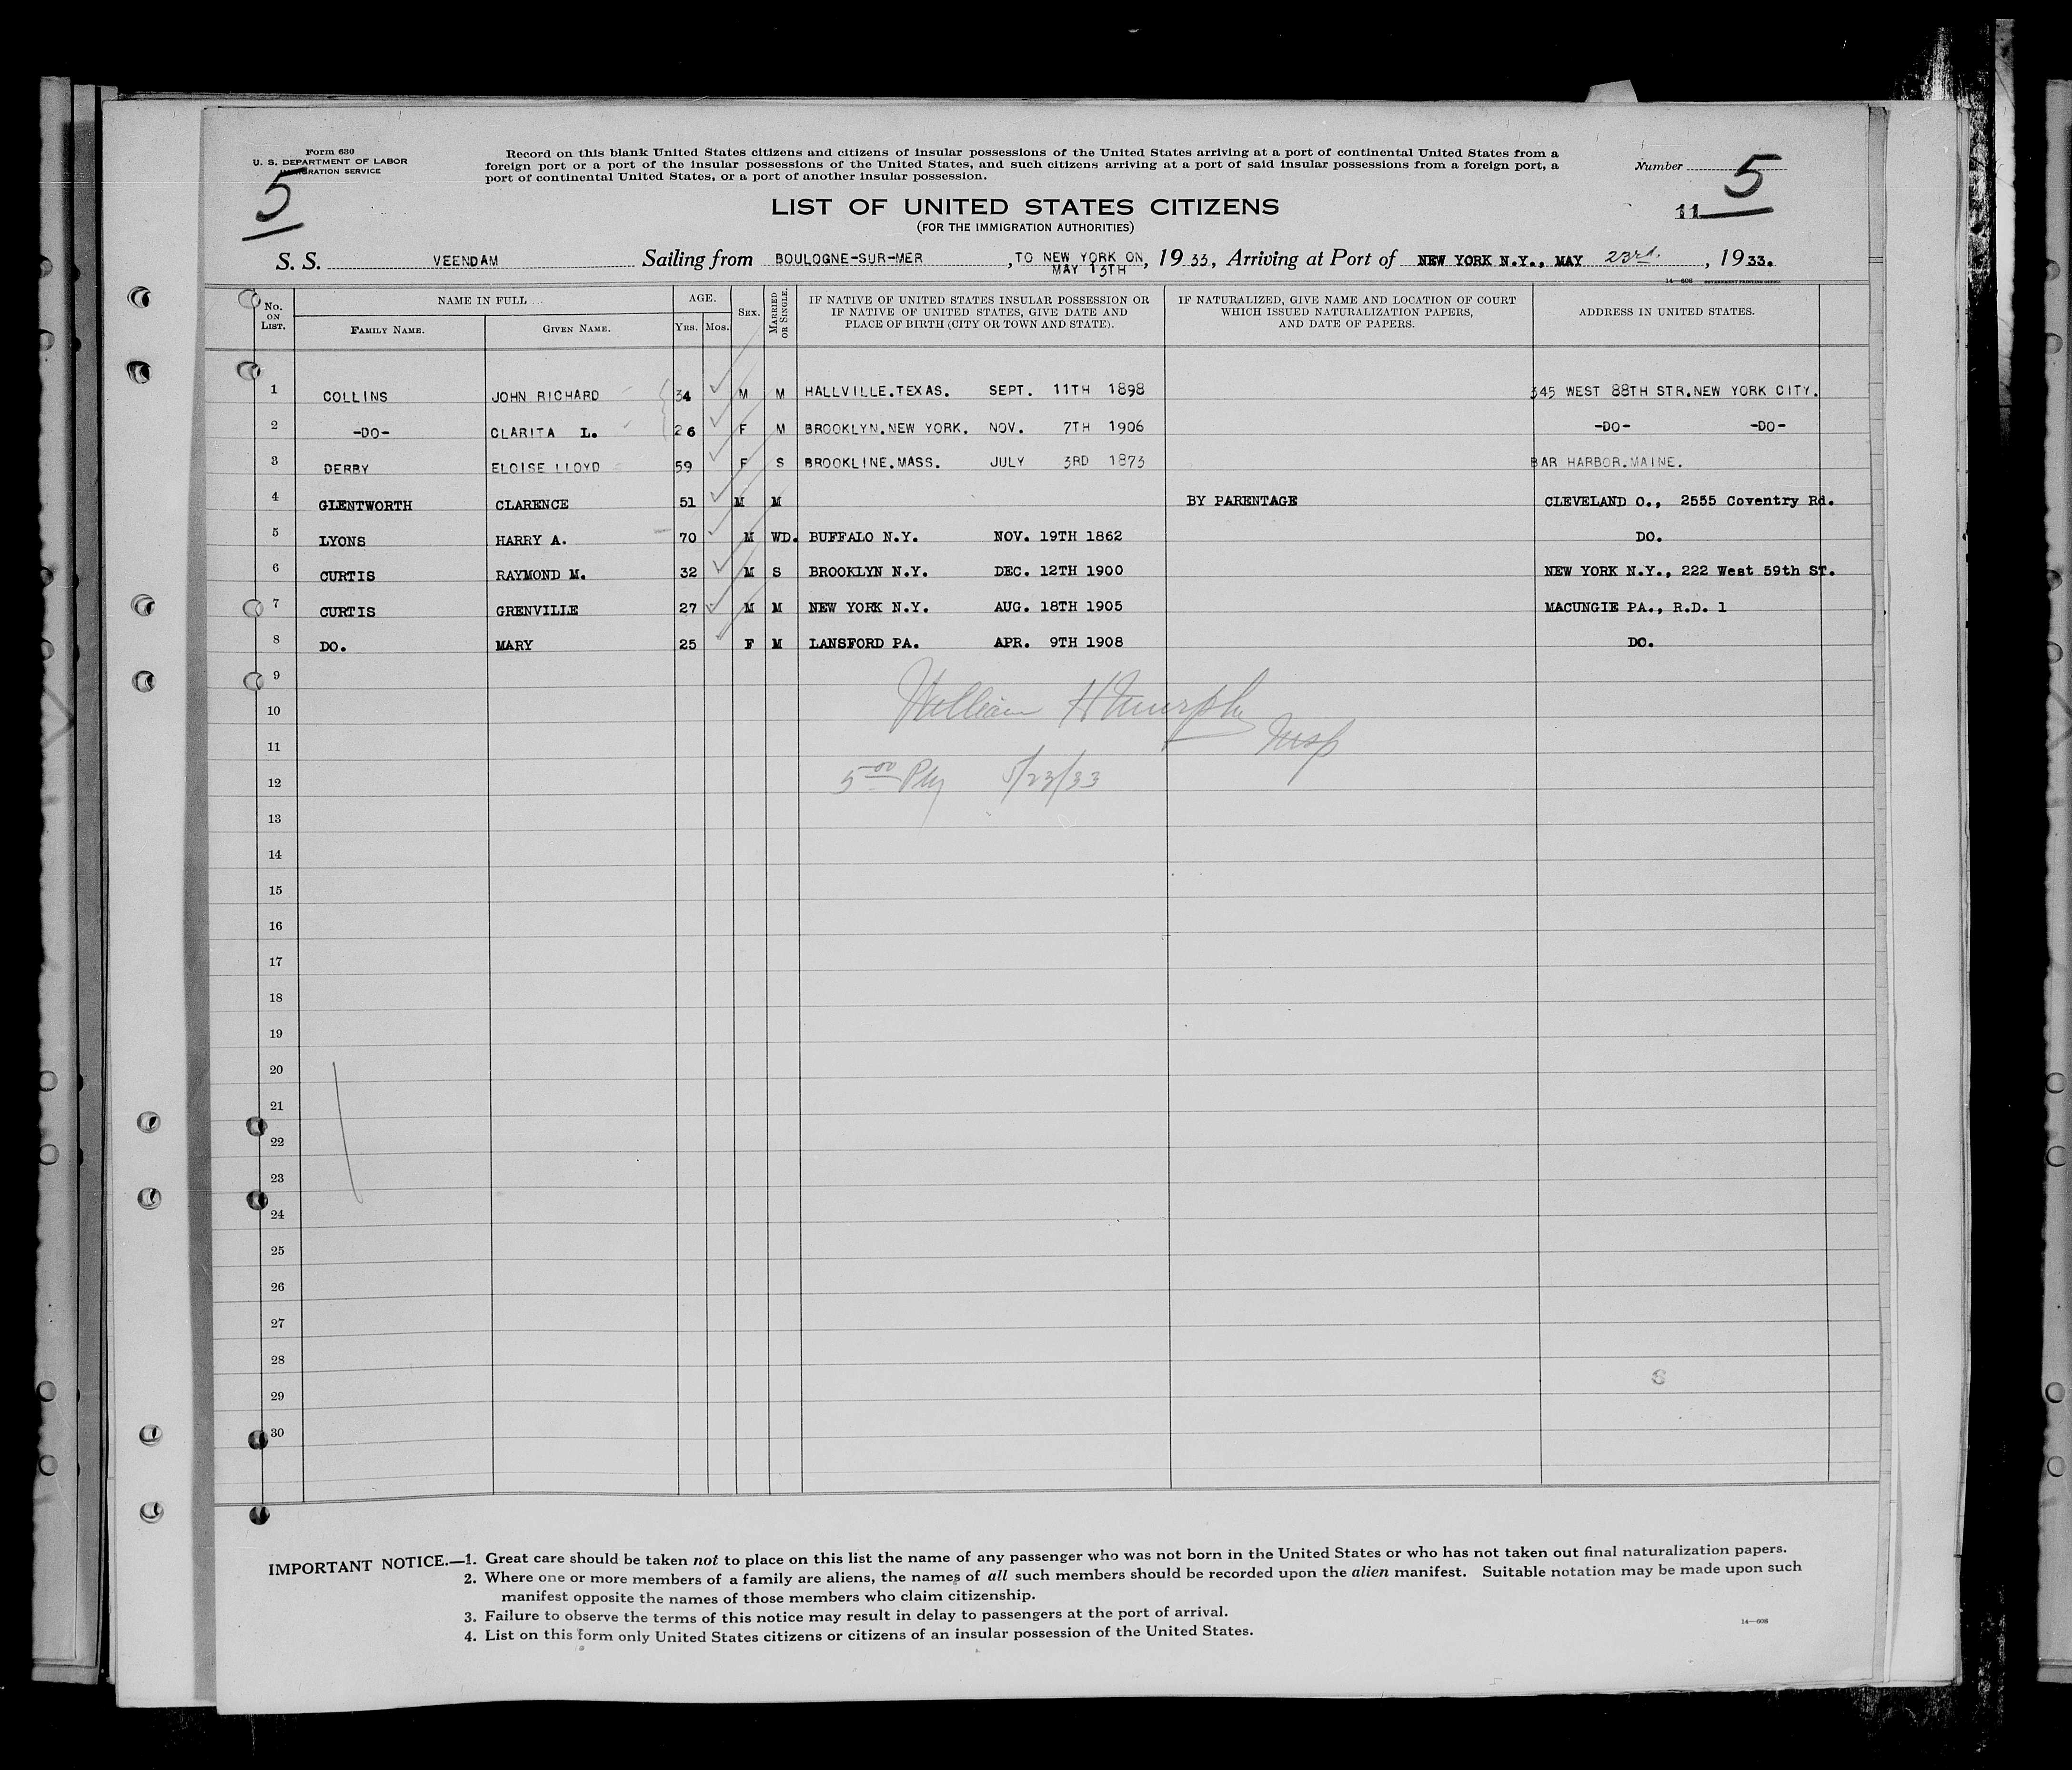 Form 630
U. S. DEPARTMENT OF LABOR
IMMIGRATION SERVICE
5
Record on this blank United States citizens and citizens of insular possessions of the United States arriving at a port of continental United States from a
foreign port or a port of the insular possessions of the United States, and such citizens arriving at a port of said insular possessions from a foreign port, a
port of continental United States, or a port of another insular possession.
Number 5
11
LIST OF UNITED STATES CITIZENS
(FOR THE IMMIGRATION AUTHORITIES)
S. S. VEENDAM Sailing from BOULOGNE-SUR-MER, TO NEW YORK ON MAY 13TH, 1933, Arriving at Port of NEW YORK N.Y., MAY 23rd., 1933.
14—608 GOVERNMENT PRINTING OFFICE
No. ON LIST. NAME IN FULL FAMILY NAME. GIVEN NAME. AGE. YRS. MOS. SEX. MARRIED OR SINGLE. IF NATIVE OF UNITED STATES INSULAR POSSESSION OR IF NATIVE OF UNITED STATES, GIVE DATE AND PLACE OF BIRTH (CITY OR TOWN AND STATE). IF NATURALIZED, GIVE NAME AND LOCATION OF COURT WHICH ISSUED NATURALIZATION PAPERS, AND DATE OF PAPERS. ADDRESS IN UNITED STATES.
1 COLLINS JOHN RICHARD 34 M M HALLVILLE.TEXAS. SEPT. 11TH 1898 345 WEST 88TH STR.NEW YORK CITY.
2 -DO- CLARITA L. 26 F M BROOKLYN.NEW YORK. NOV. 7TH 1906 -DO- -DO-
3 DERBY ELOISE LLOYD 59 F S BROOKLINE.MASS. JULY 3RD 1873 BAR HARBOR.MAINE.
4 GLENTWORTH CLARENCE 51 M M BY PARENTAGE CLEVELAND O., 2555 Coventry Rd.
5 LYONS HARRY A. 70 M WD. BUFFALO N.Y. NOV. 19TH 1862 DO.
6 CURTIS RAYMOND M. 32 M S BROOKLYN N.Y. DEC. 12TH 1900 NEW YORK N.Y., 222 West 59th ST.
7 CURTIS GRENVILLE 27 M M NEW YORK N.Y. AUG. 18TH 1905 MACUNGIE PA., R.D. 1
8 DO. MARY 25 F M LANSFORD PA. APR. 9TH 1908 DO.
9
10 William H Murphy
11 Insp
12 5 00 PM 5/23/33
13
14
15
16
17
18
19
20
21
22
23
24
25
26
27
28
29
30
IMPORTANT NOTICE.—1. Great care should be taken not to place on this list the name of any passenger who was not born in the United States or who has not taken out final naturalization papers.
2. Where one or more members of a family are aliens, the names of all such members should be recorded upon the alien manifest. Suitable notation may be made upon such
manifest opposite the names of those members who claim citizenship.
3. Failure to observe the terms of this notice may result in delay to passengers at the port of arrival.
4. List on this form only United States citizens or citizens of an insular possession of the United States.
14—608